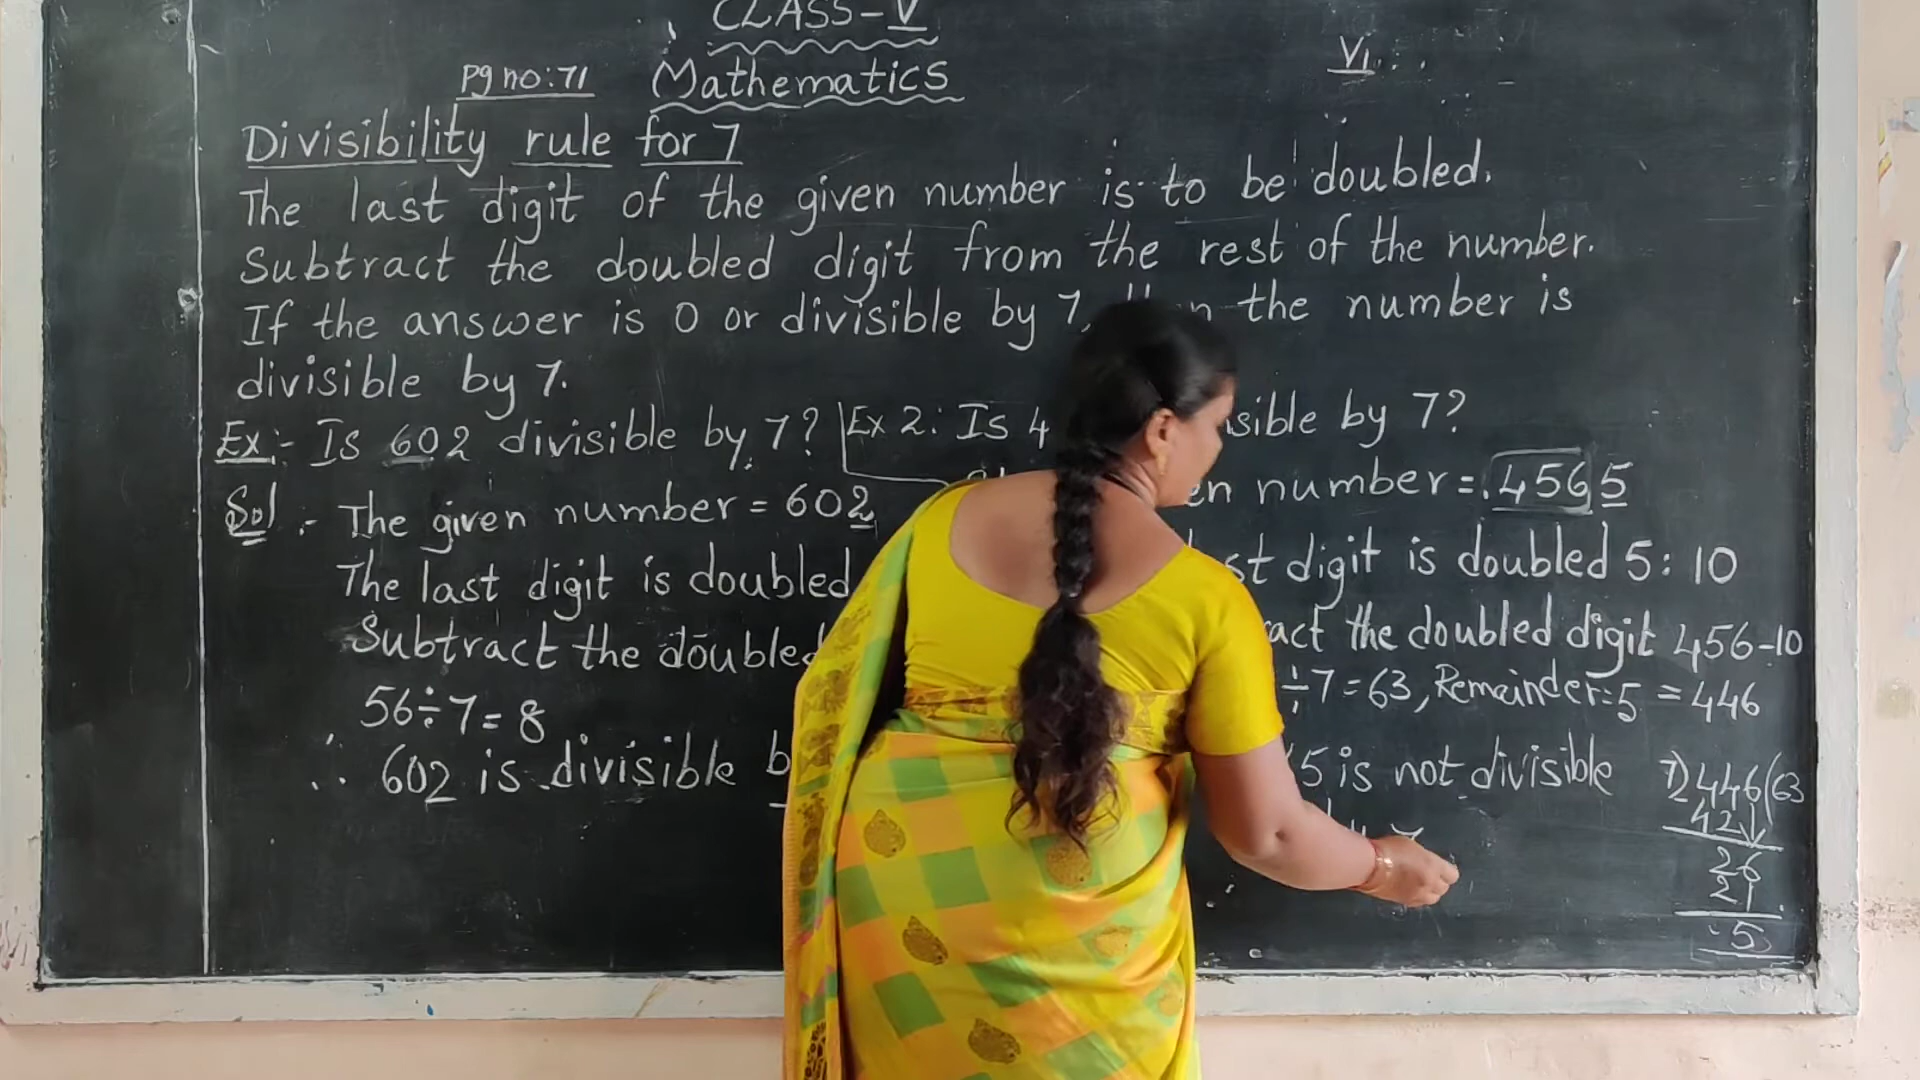 CLASS-V
Pg no:71 Mathematics
VI
Divisibility rule for 7
The last digit of the given number is to be doubled.
Subtract the doubled digit from the rest of the number.
If the answer is 0 or divisible by 7, then the number is
divisible by 7.
Ex:- Is 602 divisible by 7?
Sol:- The given number = 602
The last digit is doubled
Subtract the doubled
56÷7=8
∴ 602 is divisible b
Ex 2: Is 4 sible by 7?
en number = 4565
st digit is doubled 5: 10
act the doubled digit 456-10
÷7=63, Remainder=5 = 446
5 is not divisible
7
7)446(63
42
26
21
5